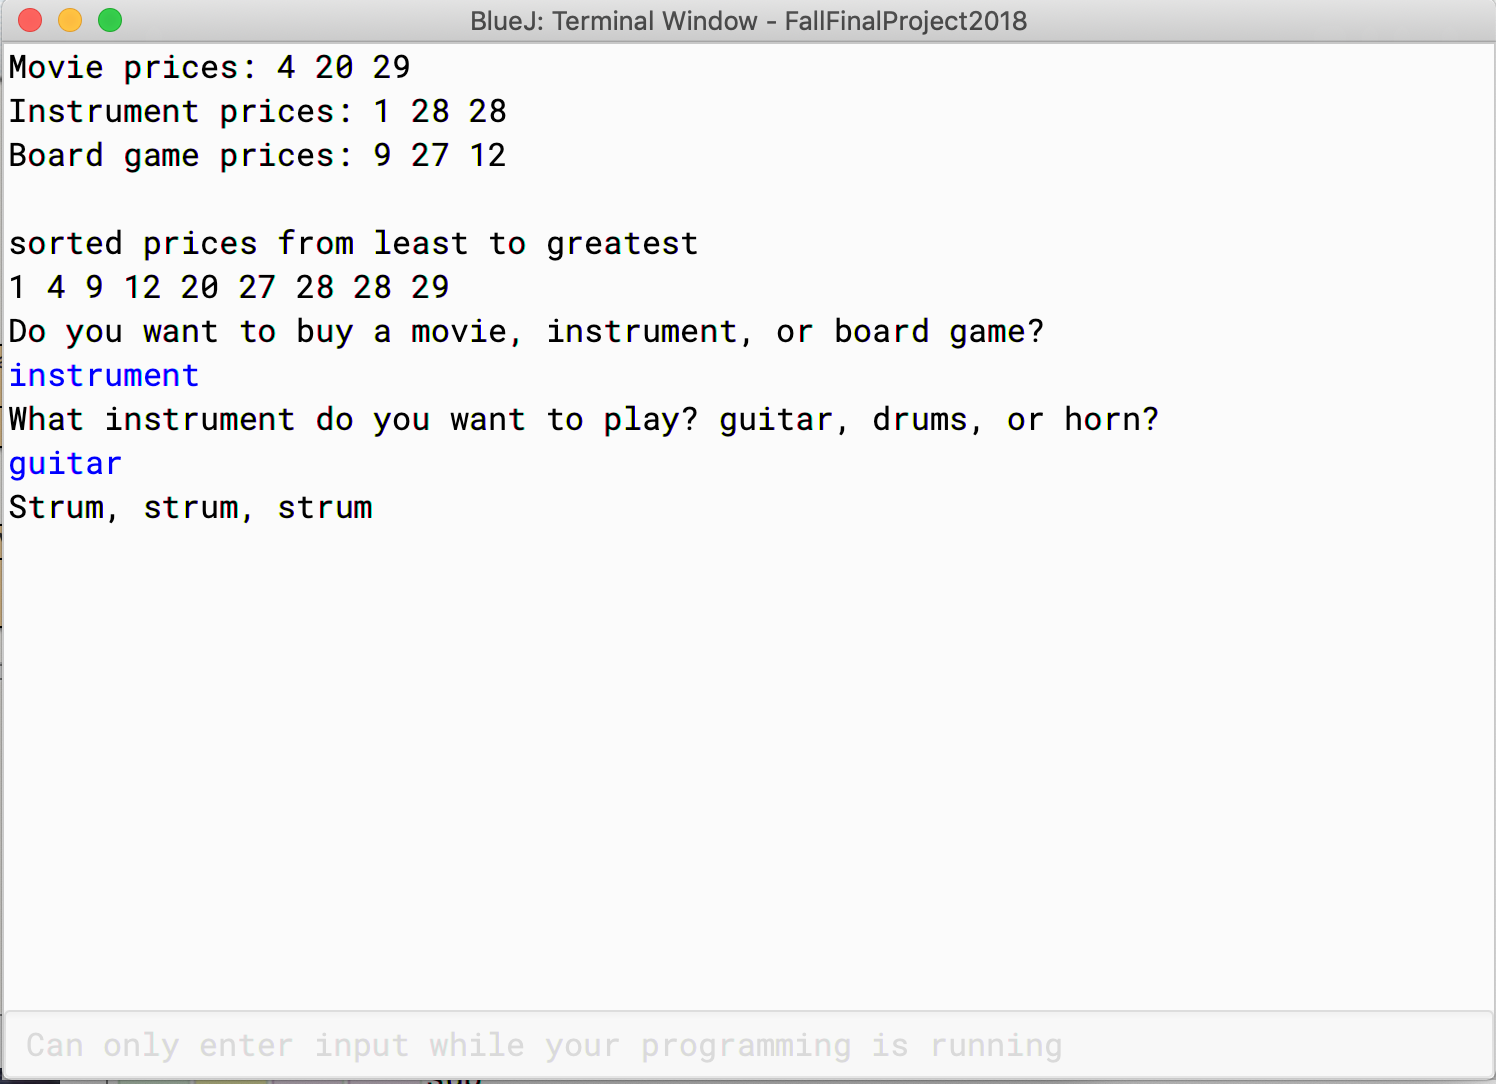 BlueJ: Terminal Window - FallFinalProject2018
Movie prices: 4 20 29
Instrument prices: 1 28 28
Board game prices: 9 27 12
sorted prices from least to greatest
1 4 9 12 20 27 28 28 29
Do you want to buy a movie, instrument, or board game?
instrument
What instrument do you want to play? guitar, drums, or horn?
guitar
Strum, strum, strum
Can only enter input while your programming is running